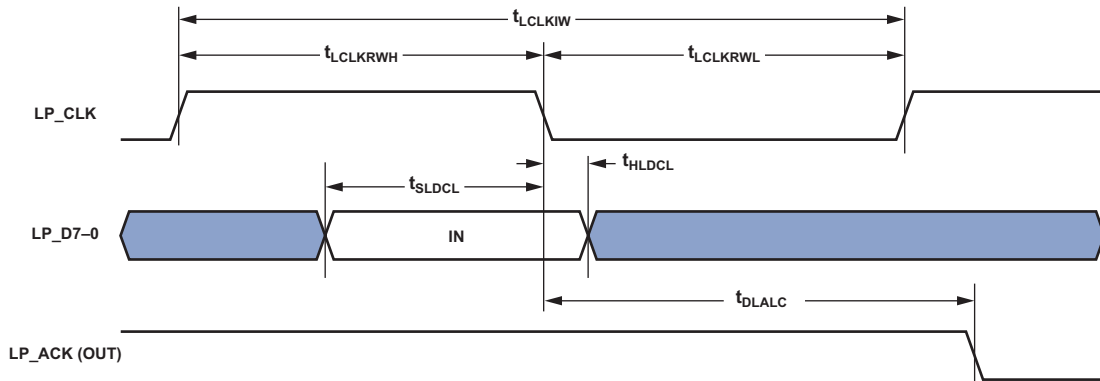 tLCLKIW
tLCLKRWH tLCLKRWL
LP_CLK
tHLDCL
tSLDCL
LP_D7–0 IN
tDLALC
LP_ACK (OUT)